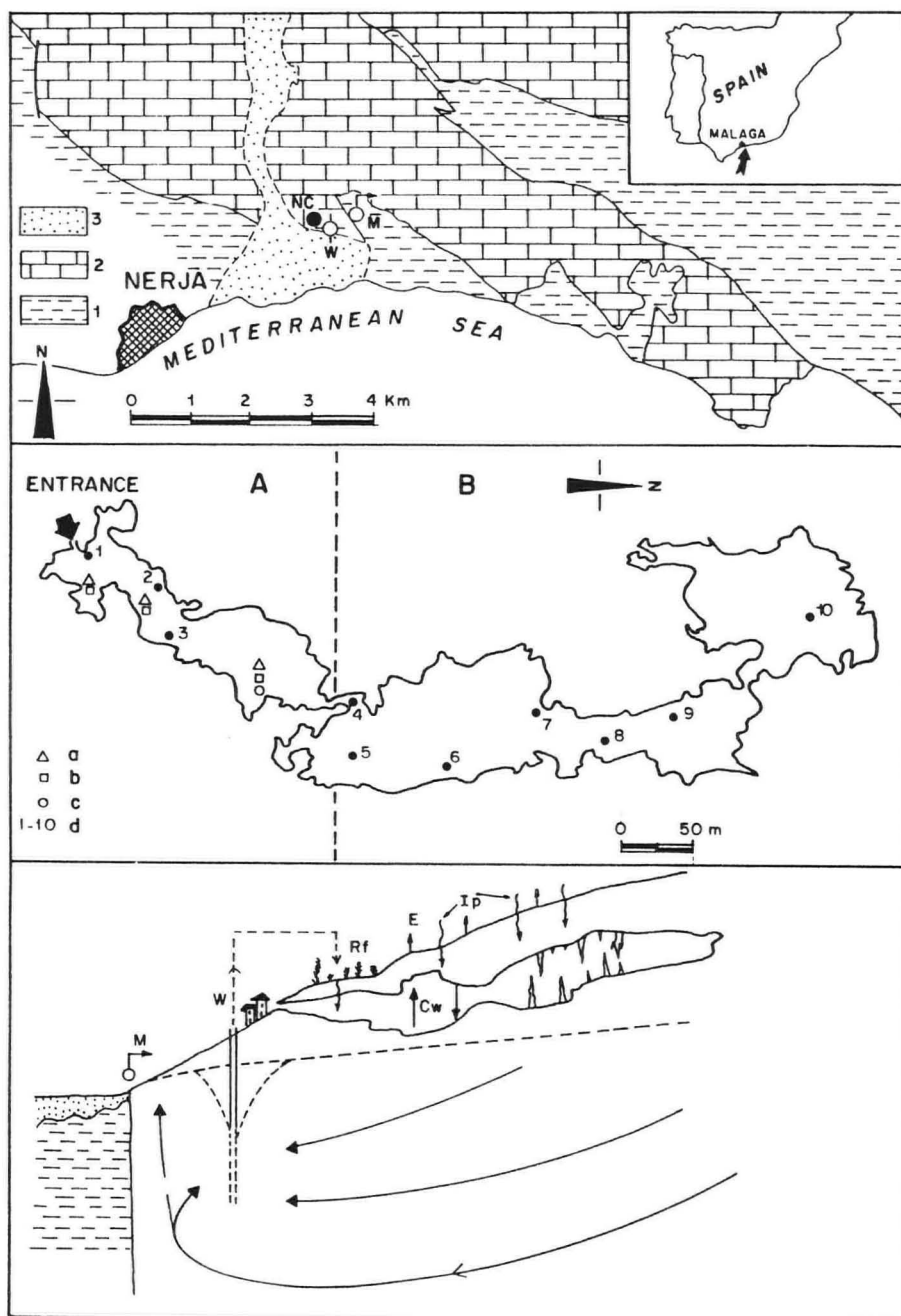 SPAIN
MALAGA
NC
M
W
3
2
NERJA
1
MEDITERRANEAN SEA
N
0 1 2 3 4 Km
ENTRANCE
A
B
N
1
2
3
4
5
6
7
8
9
10
a
b
c
1-10 d
0 50 m
Ip
E
Rf
W
Cw
M